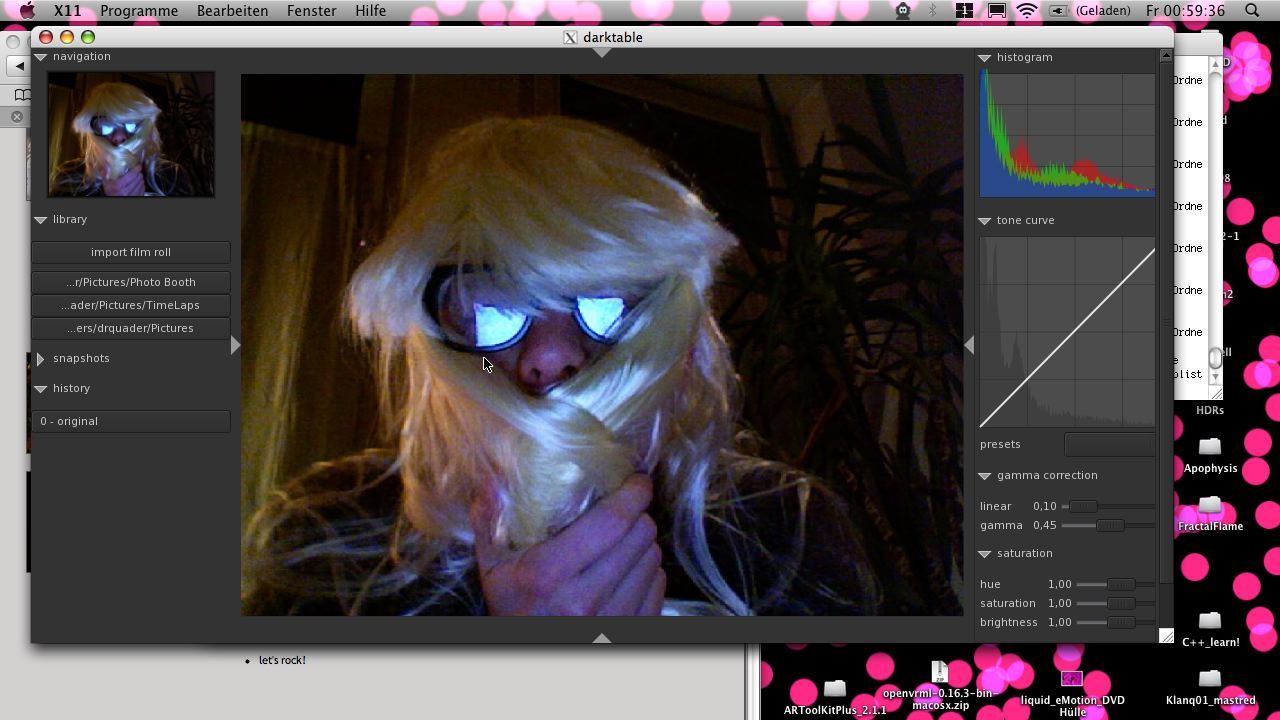 X11 Programme Bearbeiten Fenster Hilfe
1 (Geladen) Fr 00:59:36
darktable
navigation
library
import film roll
...r/Pictures/Photo Booth
...ader/Pictures/TimeLaps
...ers/drquader/Pictures
snapshots
history
0 - original
histogram
tone curve
presets
gamma correction
linear 0,10
gamma 0,45
saturation
hue 1,00
saturation 1,00
brightness 1,00
Ordne
Ordne
Ordne
Ordne
Ordne
Ordne
Ordne
plist
HDRs
Apophysis
FractalFlame
C++_learn!
Klanq01_mastred
liquid_eMotion_DVD
Hülle
openvrml-0.16.3-bin-
macosx.zip
ARToolKitPlus_2.1.1
let's rock!